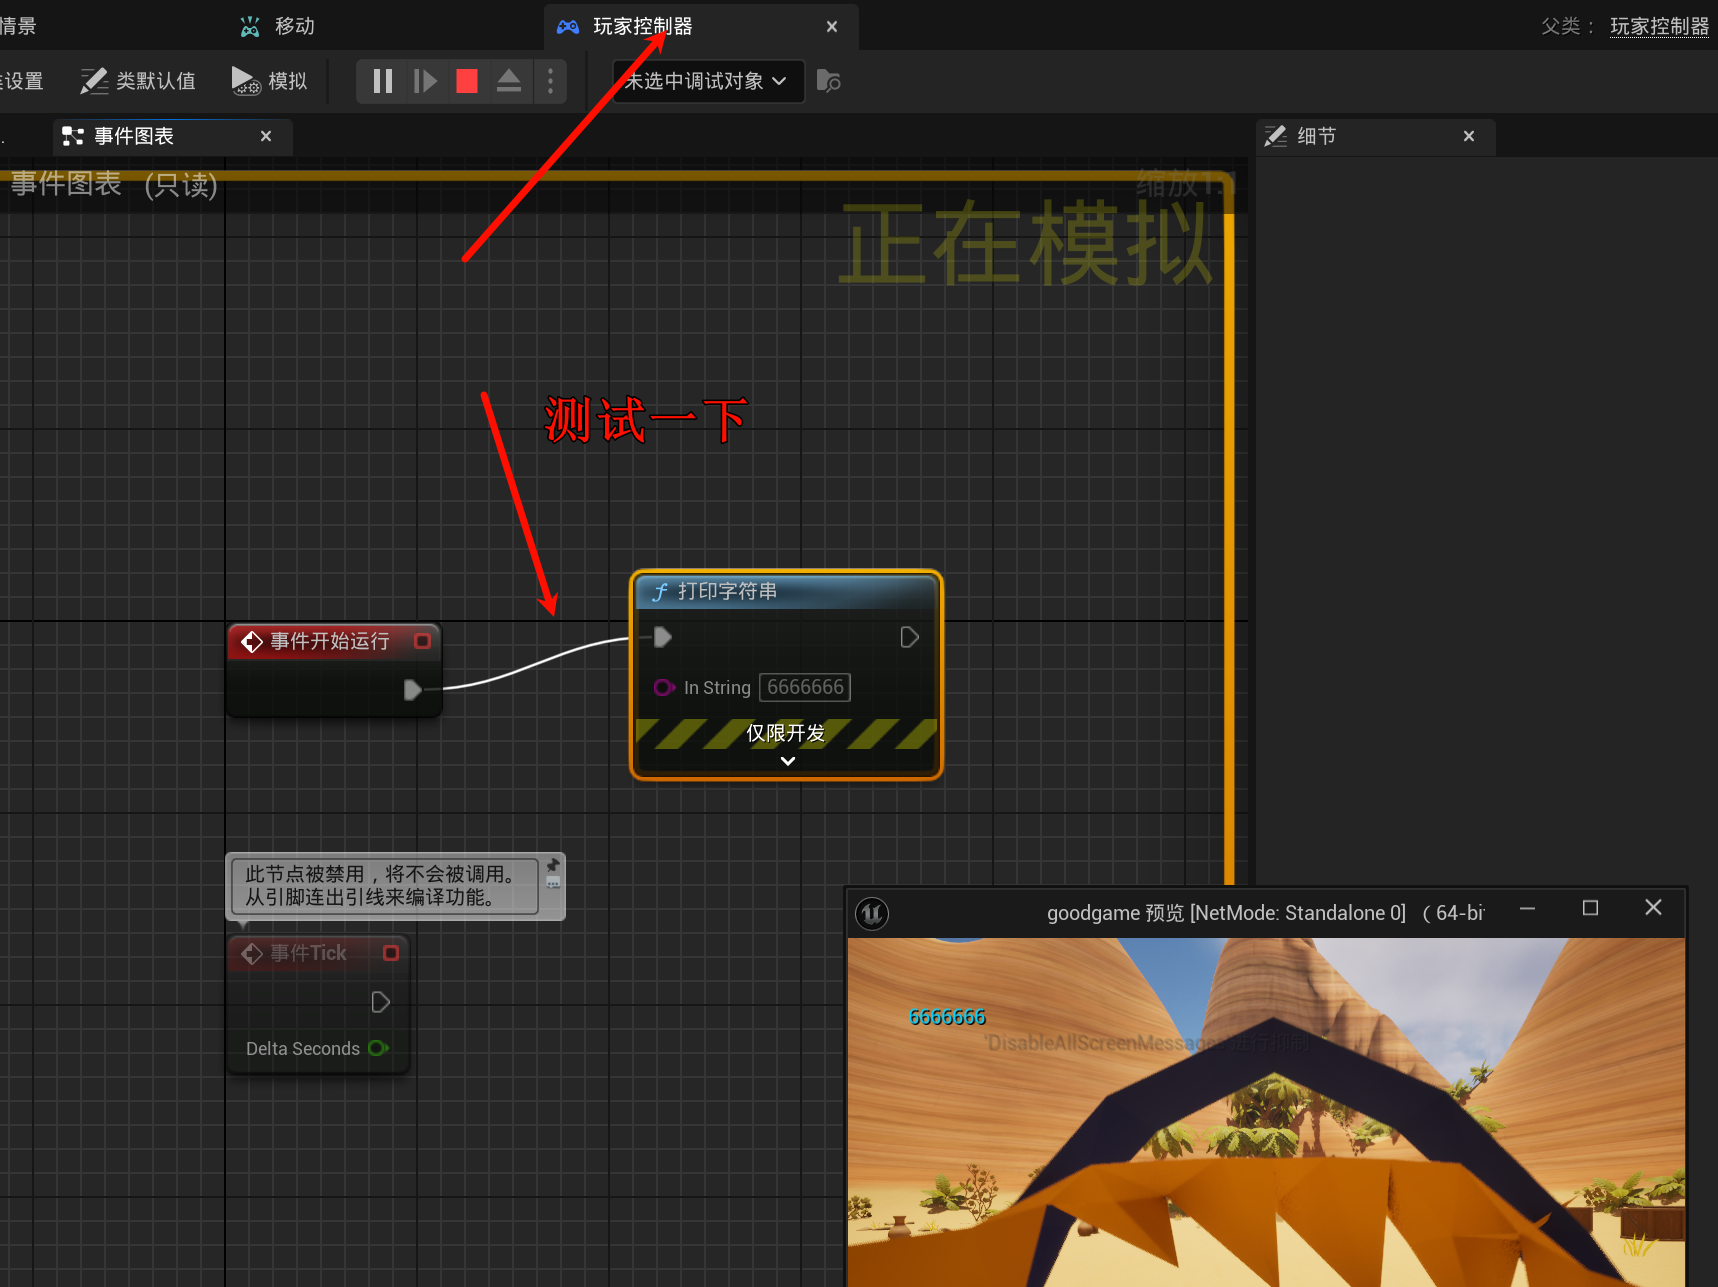 情景
移动
玩家控制器
父类：
玩家控制器
类设置
类默认值
模拟
未选中调试对象
事件图表
细节
事件图表 (只读)
缩放1:1
正在模拟
测试一下
打印字符串
事件开始运行
In String
6666666
仅限开发
此节点被禁用，将不会被调用。
从引脚连出引线来编译功能。
事件Tick
Delta Seconds
goodgame 预览 [NetMode: Standalone 0] （64-bit
6666666
'DisableAllScreenMessages'进行抑制